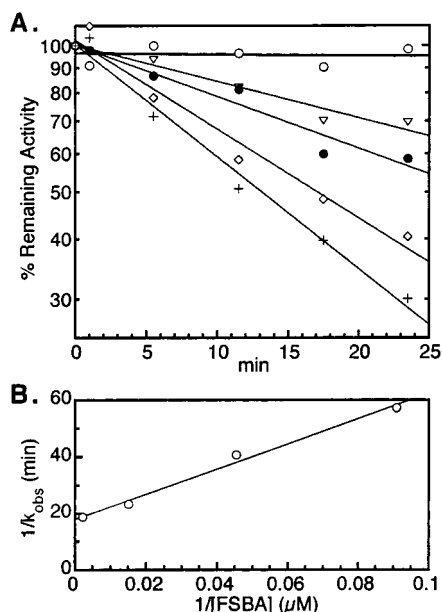 A.
% Remaining Activity
100
90
80
70
60
50
40
30
0 5 10 15 20 25
min
B.
1/k_obs (min)
60
40
20
0
0 0.02 0.04 0.06 0.08 0.1
1/[FSBA] (μM)